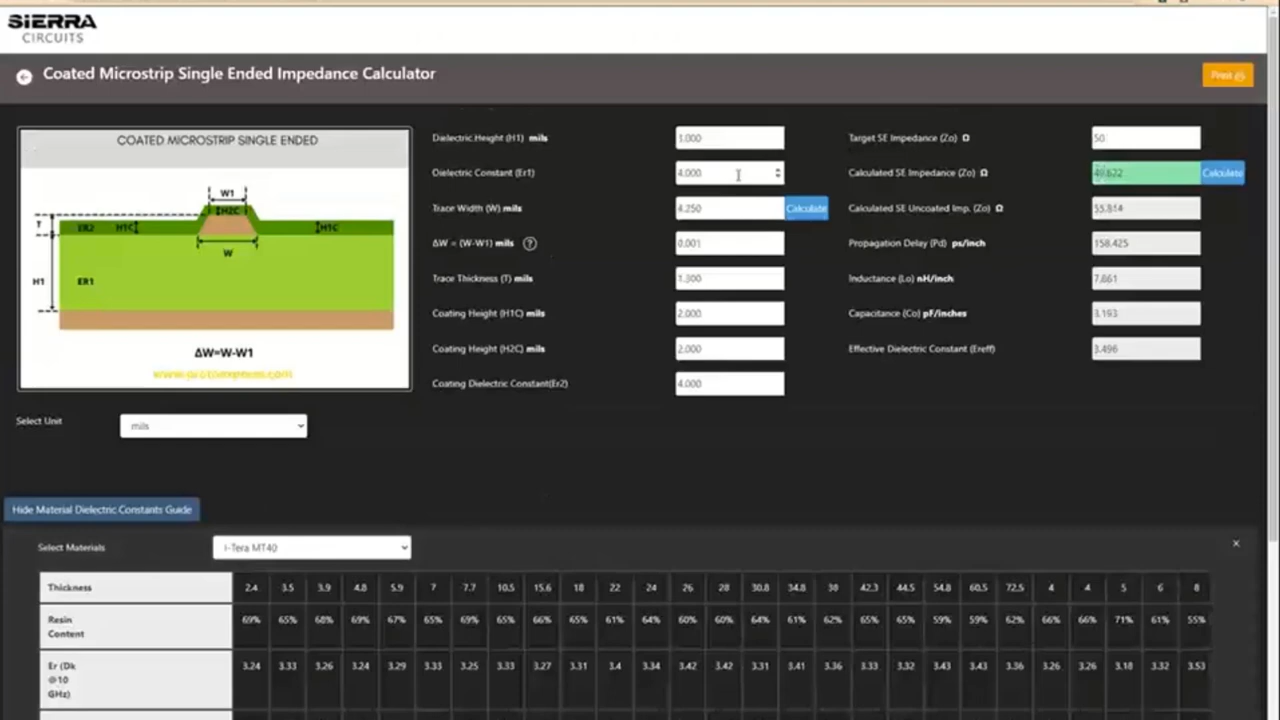 SIERRA
CIRCUITS
Coated Microstrip Single Ended Impedance Calculator
Print
COATED MICROSTRIP SINGLE ENDED
W1
H2C
T
ER2 H1C H1C
W
H1 ER1
ΔW=W-W1
www.protoexpress.com
Dielectric Height (H1) mils 3.000
Dielectric Constant (Er1) 4.000
Trace Width (W) mils 4.250 Calculate
ΔW = (W-W1) mils ? 0.001
Trace Thickness (T) mils 1.300
Coating Height (H1C) mils 2.000
Coating Height (H2C) mils 2.000
Coating Dielectric Constant(Er2) 4.000
Target SE Impedance (Zo) Ω 50
Calculated SE Impedance (Zo) Ω 49.622 Calculate
Calculated SE Uncoated Imp. (Zo) Ω 55.814
Propagation Delay (Pd) ps/inch 158.425
Inductance (Lo) nH/inch 7.861
Capacitance (Co) pF/inches 3.193
Effective Dielectric Constant (Ereff) 3.496
Select Unit mils
Hide Material Dielectric Constants Guide
Select Materials I-Tera MT40
Thickness 2.4 3.5 3.9 4.8 5.9 7 7.7 10.5 15.6 18 22 24 26 28 30.8 34.8 38 42.3 44.5 54.8 60.5 72.5 4 4 5 6 8
Resin Content 69% 65% 68% 69% 67% 65% 69% 65% 66% 65% 61% 64% 60% 60% 64% 61% 62% 65% 65% 59% 59% 62% 66% 66% 71% 61% 55%
Er (Dk @10 GHz) 3.24 3.33 3.26 3.24 3.29 3.33 3.25 3.33 3.27 3.31 3.4 3.34 3.42 3.42 3.31 3.41 3.36 3.33 3.32 3.43 3.43 3.36 3.26 3.26 3.18 3.32 3.53